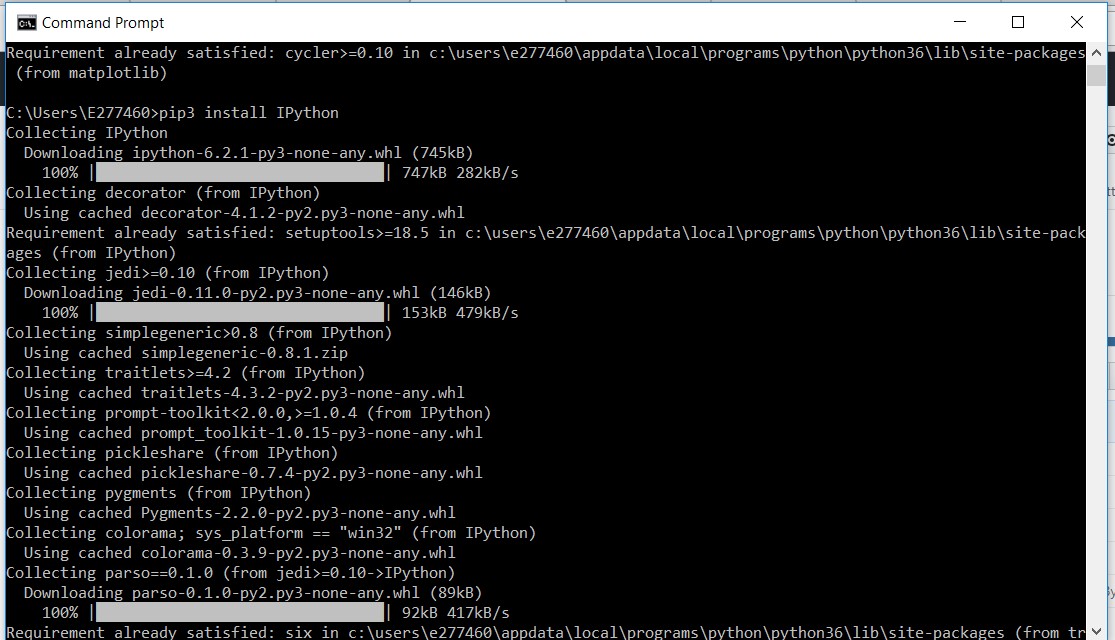 Command Prompt
Requirement already satisfied: cycler>=0.10 in c:\users\e277460\appdata\local\programs\python\python36\lib\site-packages
(from matplotlib)
C:\Users\E277460>pip3 install IPython
Collecting IPython
Downloading ipython-6.2.1-py3-none-any.whl (745kB)
100% |████████████████████████████████| 747kB 282kB/s
Collecting decorator (from IPython)
Using cached decorator-4.1.2-py2.py3-none-any.whl
Requirement already satisfied: setuptools>=18.5 in c:\users\e277460\appdata\local\programs\python\python36\lib\site-pack
ages (from IPython)
Collecting jedi>=0.10 (from IPython)
Downloading jedi-0.11.0-py2.py3-none-any.whl (146kB)
100% |████████████████████████████████| 153kB 479kB/s
Collecting simplegeneric>0.8 (from IPython)
Using cached simplegeneric-0.8.1.zip
Collecting traitlets>=4.2 (from IPython)
Using cached traitlets-4.3.2-py2.py3-none-any.whl
Collecting prompt-toolkit<2.0.0,>=1.0.4 (from IPython)
Using cached prompt_toolkit-1.0.15-py3-none-any.whl
Collecting pickleshare (from IPython)
Using cached pickleshare-0.7.4-py2.py3-none-any.whl
Collecting pygments (from IPython)
Using cached Pygments-2.2.0-py2.py3-none-any.whl
Collecting colorama; sys_platform == "win32" (from IPython)
Using cached colorama-0.3.9-py2.py3-none-any.whl
Collecting parso==0.1.0 (from jedi>=0.10->IPython)
Downloading parso-0.1.0-py2.py3-none-any.whl (89kB)
100% |████████████████████████████████| 92kB 417kB/s
Requirement already satisfied: six in c:\users\e277460\appdata\local\programs\python\python36\lib\site-packages (from tr